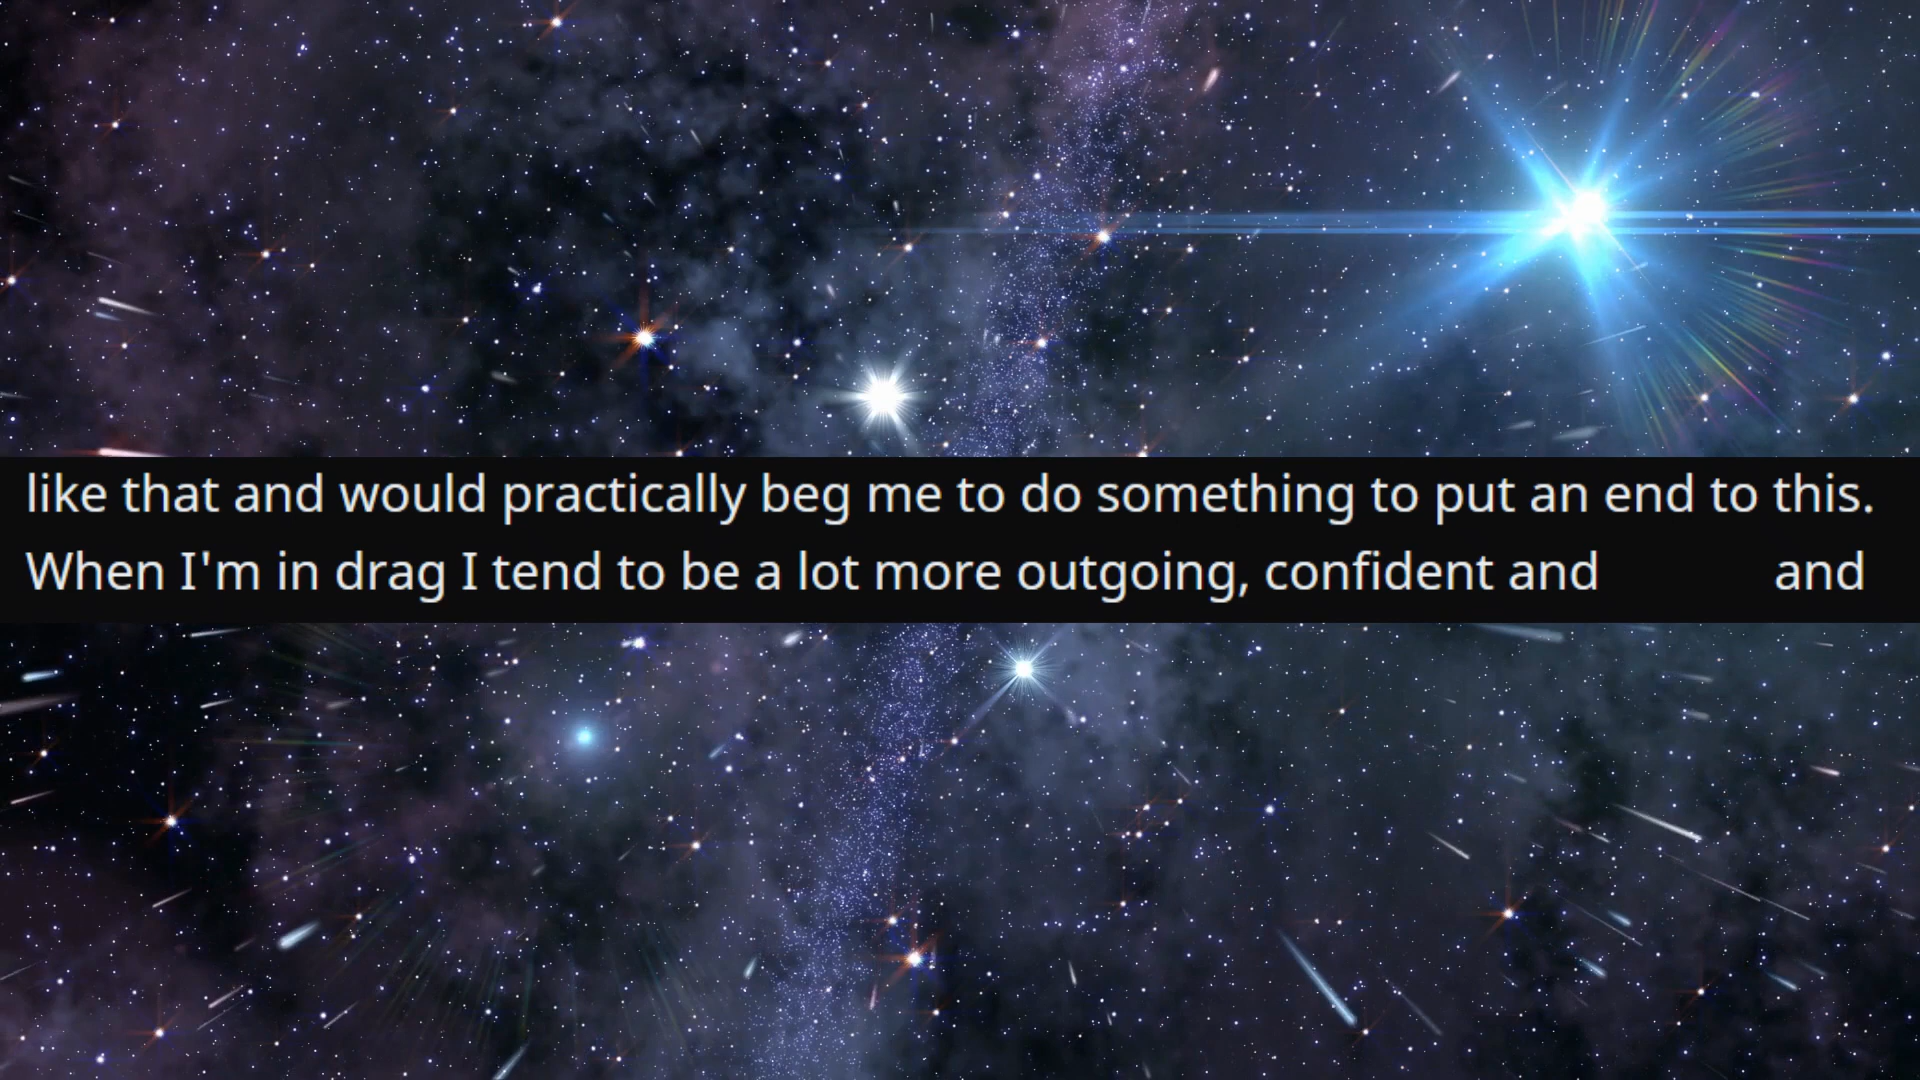 like that and would practically beg me to do something to put an end to this.
When I'm in drag I tend to be a lot more outgoing, confident and and